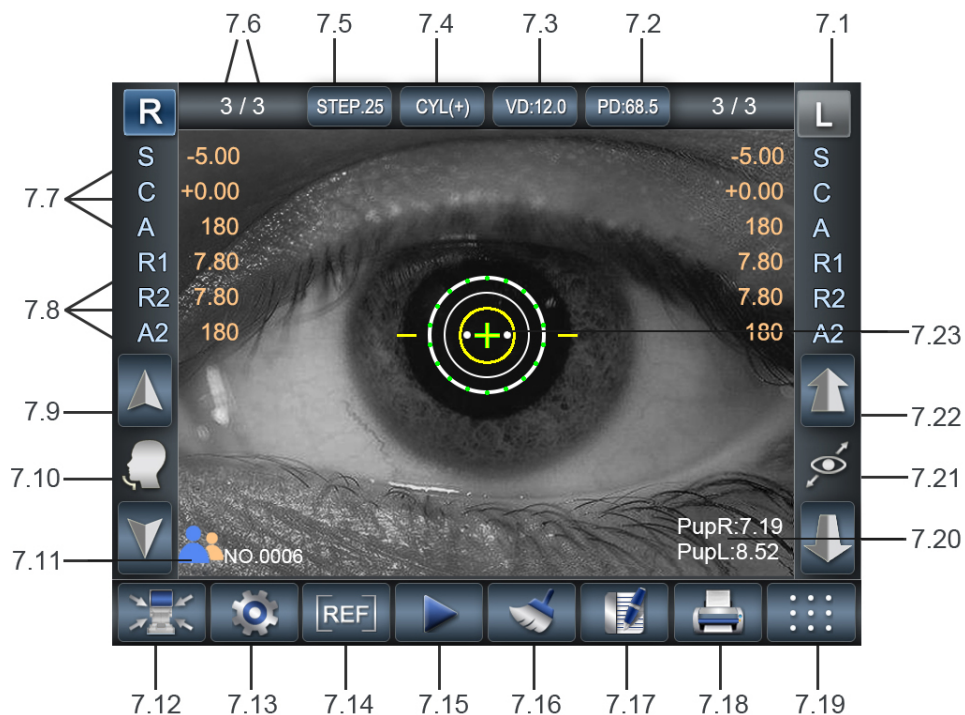 7.6 7.5 7.4 7.3 7.2 7.1
R 3 / 3 STEP.25 CYL(+) VD:12.0 PD:68.5 3 / 3 L
S -5.00 -5.00 S
7.7 C +0.00 +0.00 C
A 180 180 A
R1 7.80 7.80 R1
7.8 R2 7.80 7.80 R2
A2 180 180 A2 7.23
7.9 7.22
7.10 7.21
PupR:7.19
PupL:8.52 7.20
7.11 NO.0006
[REF]
7.12 7.13 7.14 7.15 7.16 7.17 7.18 7.19